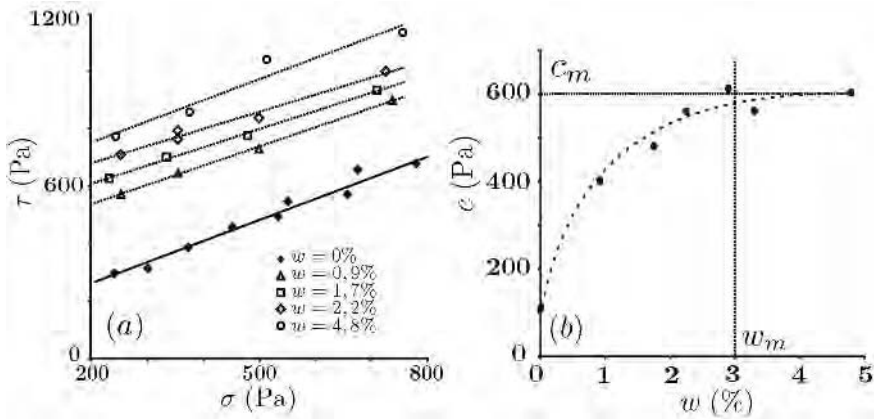 1200
600
0
τ (Pa)
200
500
800
σ (Pa)
(a)
w = 0%
w = 0,9%
w = 1,7%
w = 2,2%
w = 4,8%
600
400
200
0
c (Pa)
c_m
w_m
(b)
0
1
2
3
4
5
w (%)